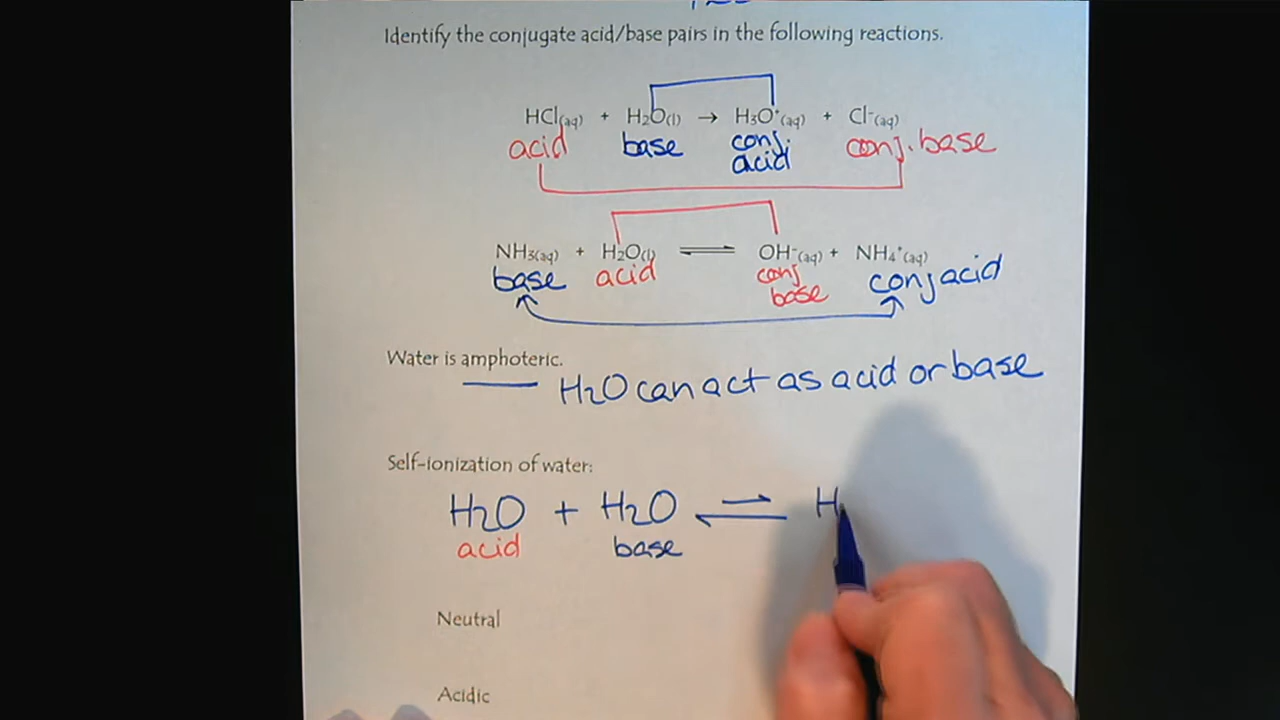 Identify the conjugate acid/base pairs in the following reactions.
HCl(aq) + H₂O(l) → H₃O⁺(aq) + Cl⁻(aq)
acid base conj. acid conj. base
NH₃(aq) + H₂O(l) ⇌ OH⁻(aq) + NH₄⁺(aq)
base acid conj base conj acid
Water is amphoteric.
H₂O can act as acid or base
Self-ionization of water:
H₂O + H₂O ⇌ H
acid base
Neutral
Acidic